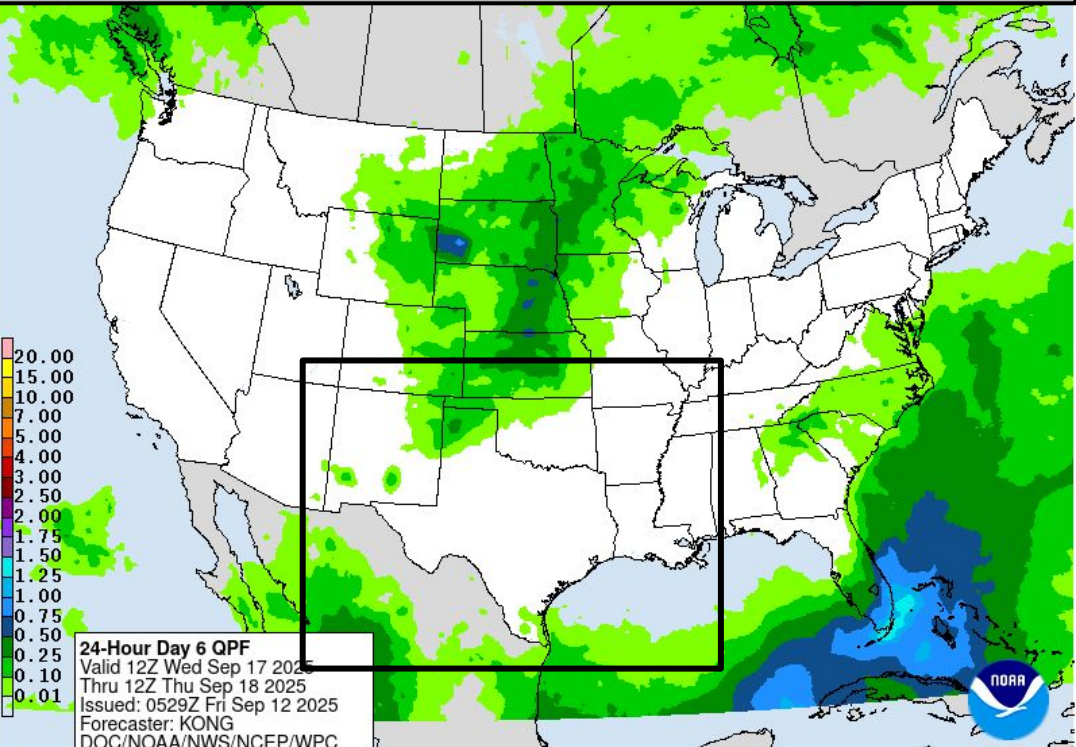 20.00
15.00
10.00
7.00
5.00
4.00
3.00
2.50
2.00
1.75
1.50
1.25
1.00
0.75
0.50
0.25
0.10
0.01
24-Hour Day 6 QPF
Valid 12Z Wed Sep 17 2025
Thru 12Z Thu Sep 18 2025
Issued: 0529Z Fri Sep 12 2025
Forecaster: KONG
DOC/NOAA/NWS/NCEP/WPC
NOAA